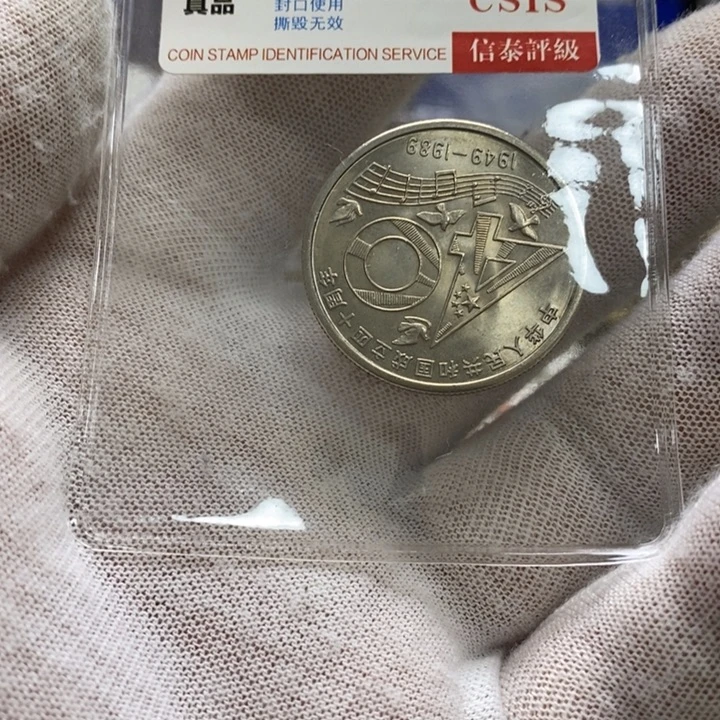 真品
封口使用
撕毁无效
CSIS
COIN STAMP IDENTIFICATION SERVICE
信泰評級
1949-1989
中华人民共和国成立四十周年